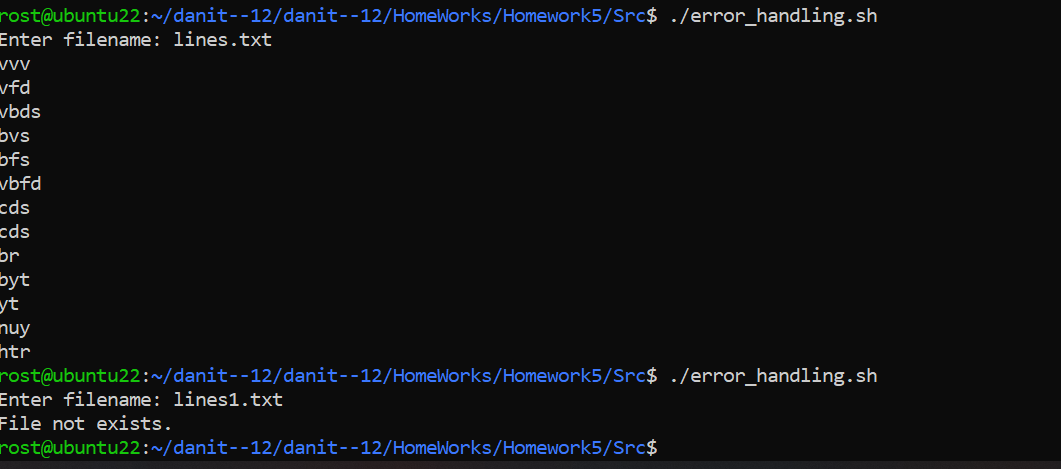 rost@ubuntu22:~/danit--12/danit--12/HomeWorks/Homework5/Src$ ./error_handling.sh
Enter filename: lines.txt
vvv
vfd
vbds
bvs
bfs
vbfd
cds
cds
br
byt
yt
nuy
htr
rost@ubuntu22:~/danit--12/danit--12/HomeWorks/Homework5/Src$ ./error_handling.sh
Enter filename: lines1.txt
File not exists.
rost@ubuntu22:~/danit--12/danit--12/HomeWorks/Homework5/Src$